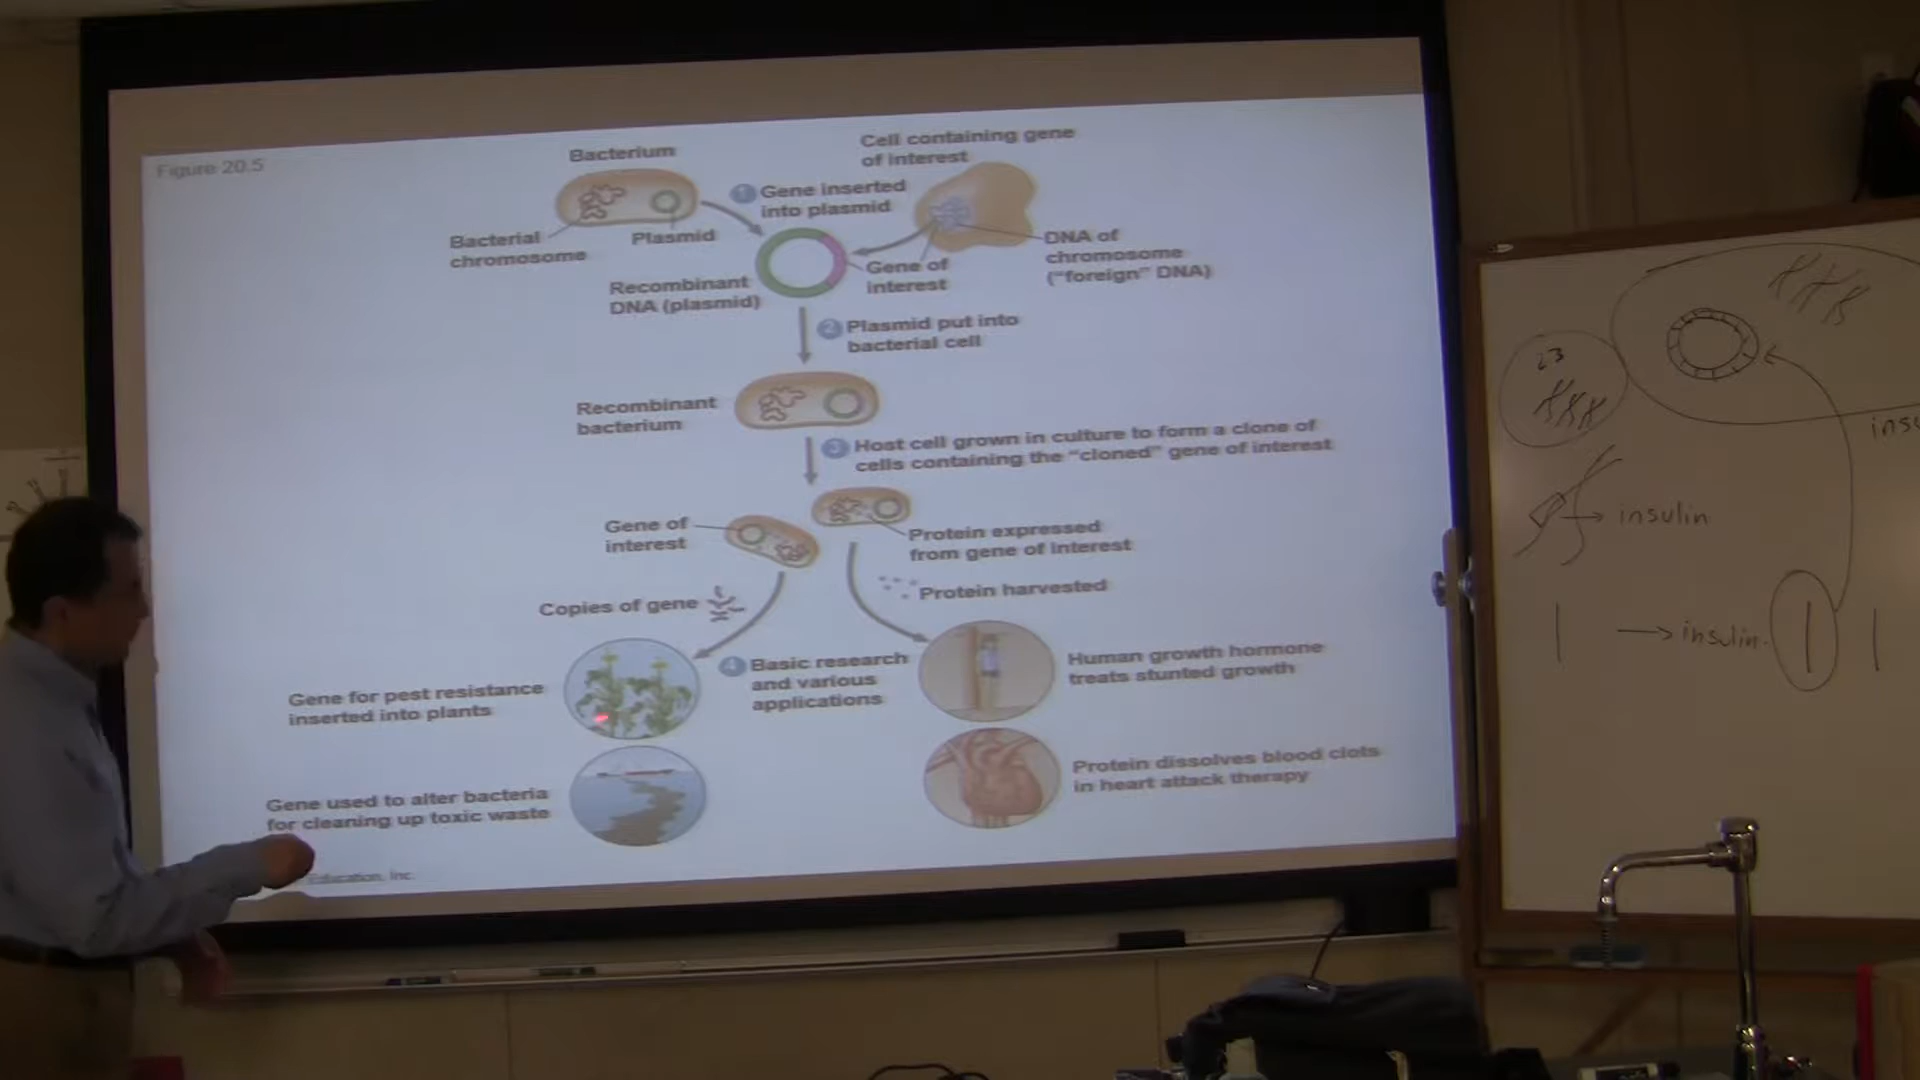 Figure 20.5
Bacterium
Cell containing gene
of interest
1 Gene inserted
into plasmid
Bacterial
chromosome
Plasmid
DNA of
chromosome
("foreign" DNA)
Gene of
interest
Recombinant
DNA (plasmid)
2 Plasmid put into
bacterial cell
Recombinant
bacterium
3 Host cell grown in culture to form a clone of
cells containing the "cloned" gene of interest
Gene of
interest
Protein expressed
from gene of interest
Copies of gene
Protein harvested
4 Basic research
and various
applications
Gene for pest resistance
inserted into plants
Human growth hormone
treats stunted growth
Gene used to alter bacteria
for cleaning up toxic waste
Protein dissolves blood clots
in heart attack therapy
Education, Inc.
23
insulin
insulin